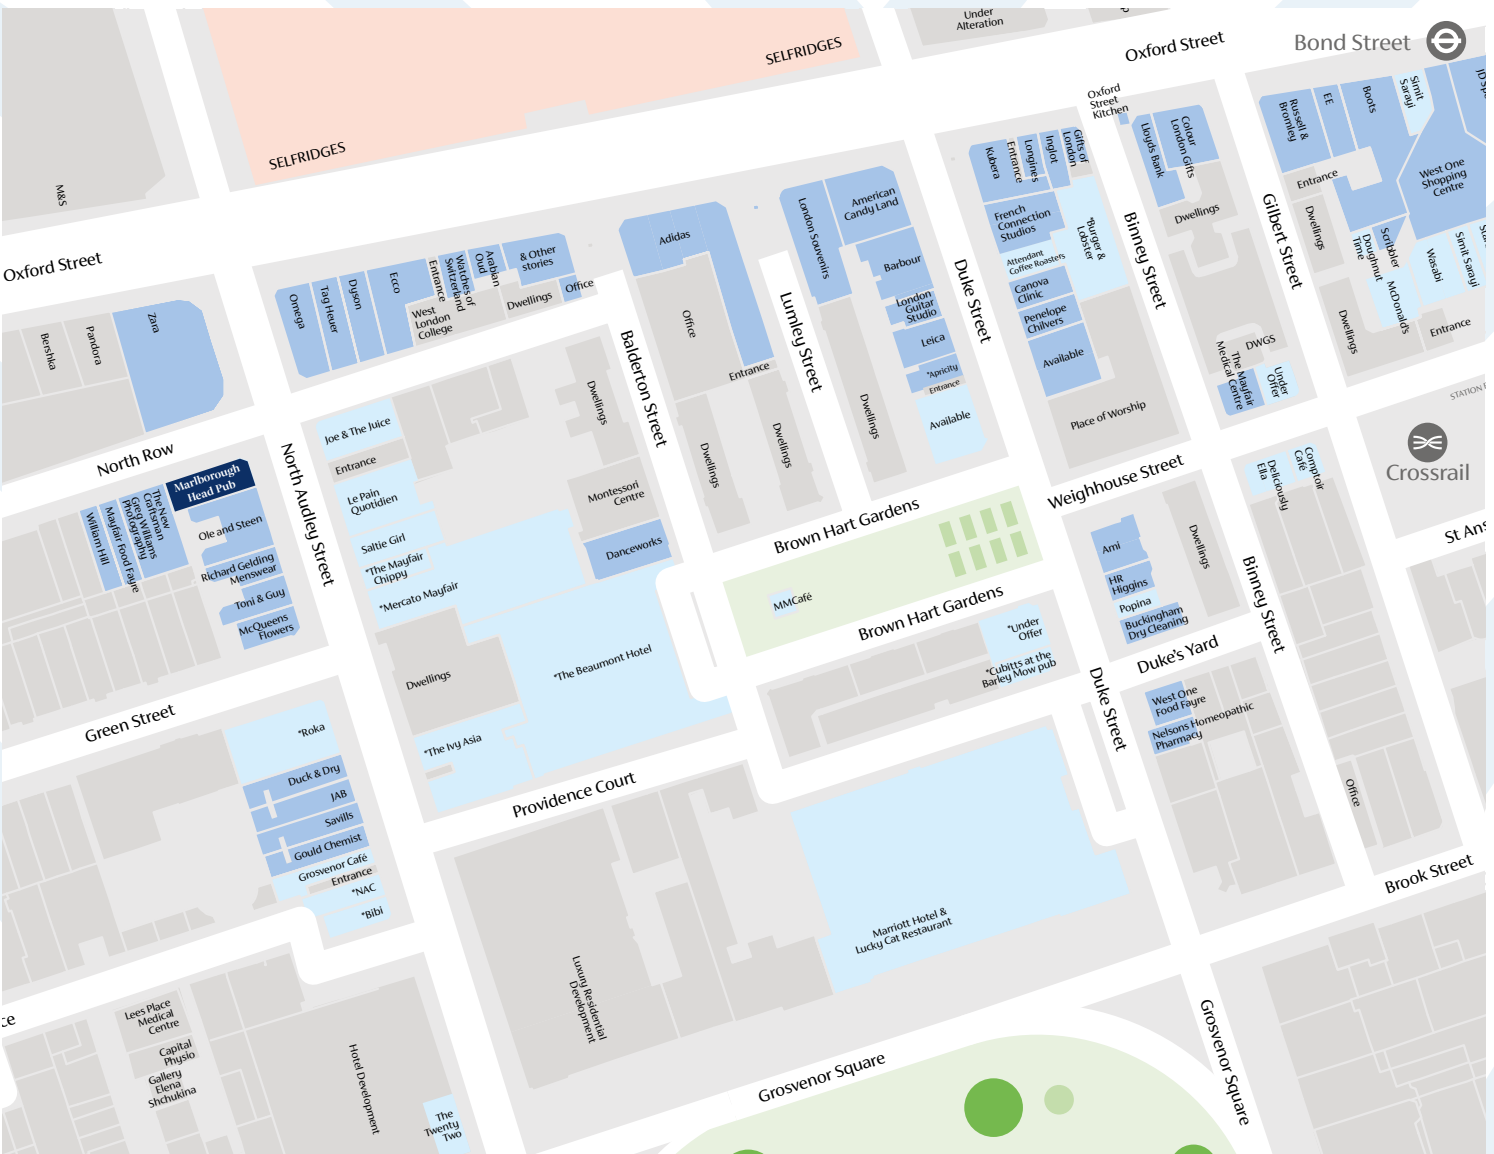 Under
Alteration
SELFRIDGES
Oxford Street
Bond Street
SELFRIDGES
M&S
Oxford Street
Oxford
Street
Kitchen
Lloyds Bank
Colour
London Gifts
Dwellings
Russell &
Bromley
EE
Boots
Simit
Sarayi
West One
Shopping
Centre
Entrance
Dwellings
Doughnut
Time
Scribbler
McDonald's
Wasabi
Simit Sarayi
Entrance
Dwellings
Kubera
Entrance
Longines
Inglot
Gifts of
London
French
Connection
Studios
Attendant
Coffee Roasters
*Burger &
Lobster
Canova
Clinic
Penelope
Chilvers
Available
Place of Worship
Binney Street
Gilbert Street
DWGS
The Mayfair
Medical Centre
Under
Offer
London Souvenirs
American
Candy Land
Barbour
London
Guitar
Studio
Leica
*Apricity
Entrance
Available
Dwellings
Duke Street
Lumley Street
Adidas
Office
Entrance
Dwellings
Dwellings
Balderton Street
Omega
Tag Heuer
Dyson
Ecco
Entrance
Watches of
Switzerland
Arabian
Oud
& Other
stories
Office
West
London
College
Dwellings
Bershka
Pandora
Zara
North Row
North Audley Street
Marlborough
Head Pub
The New
Craftsman
Greg Williams
Photography
Mayfair Food Fayre
William Hill
Ole and Steen
Richard Gelding
Menswear
Toni & Guy
McQueens
Flowers
Joe & The Juice
Entrance
Le Pain
Quotidien
Saltie Girl
*The Mayfair
Chippy
*Mercato Mayfair
Dwellings
Montessori
Centre
Danceworks
Dwellings
*The Beaumont Hotel
*The Ivy Asia
Brown Hart Gardens
MMCafé
Brown Hart Gardens
*Under
Offer
*Cubitts at the
Barley Mow pub
Weighhouse Street
Ami
HR
Higgins
Popina
Buckingham
Dry Cleaning
Dwellings
Deliciously
Ella
Comptoir
Café
Crossrail
Binney Street
Duke's Yard
Duke Street
West One
Food Fayre
Nelsons Homeopathic
Pharmacy
Office
Brook Street
Green Street
*Roka
Duck & Dry
JAB
Savills
Gould Chemist
Grosvenor Café
Entrance
*NAC
*Bibi
Providence Court
Marriott Hotel &
Lucky Cat Restaurant
Luxury Residential
Development
Lees Place
Medical
Centre
Capital
Physio
Gallery
Elena
Shchukina
Hotel Development
The
Twenty
Two
Grosvenor Square
Grosvenor Square